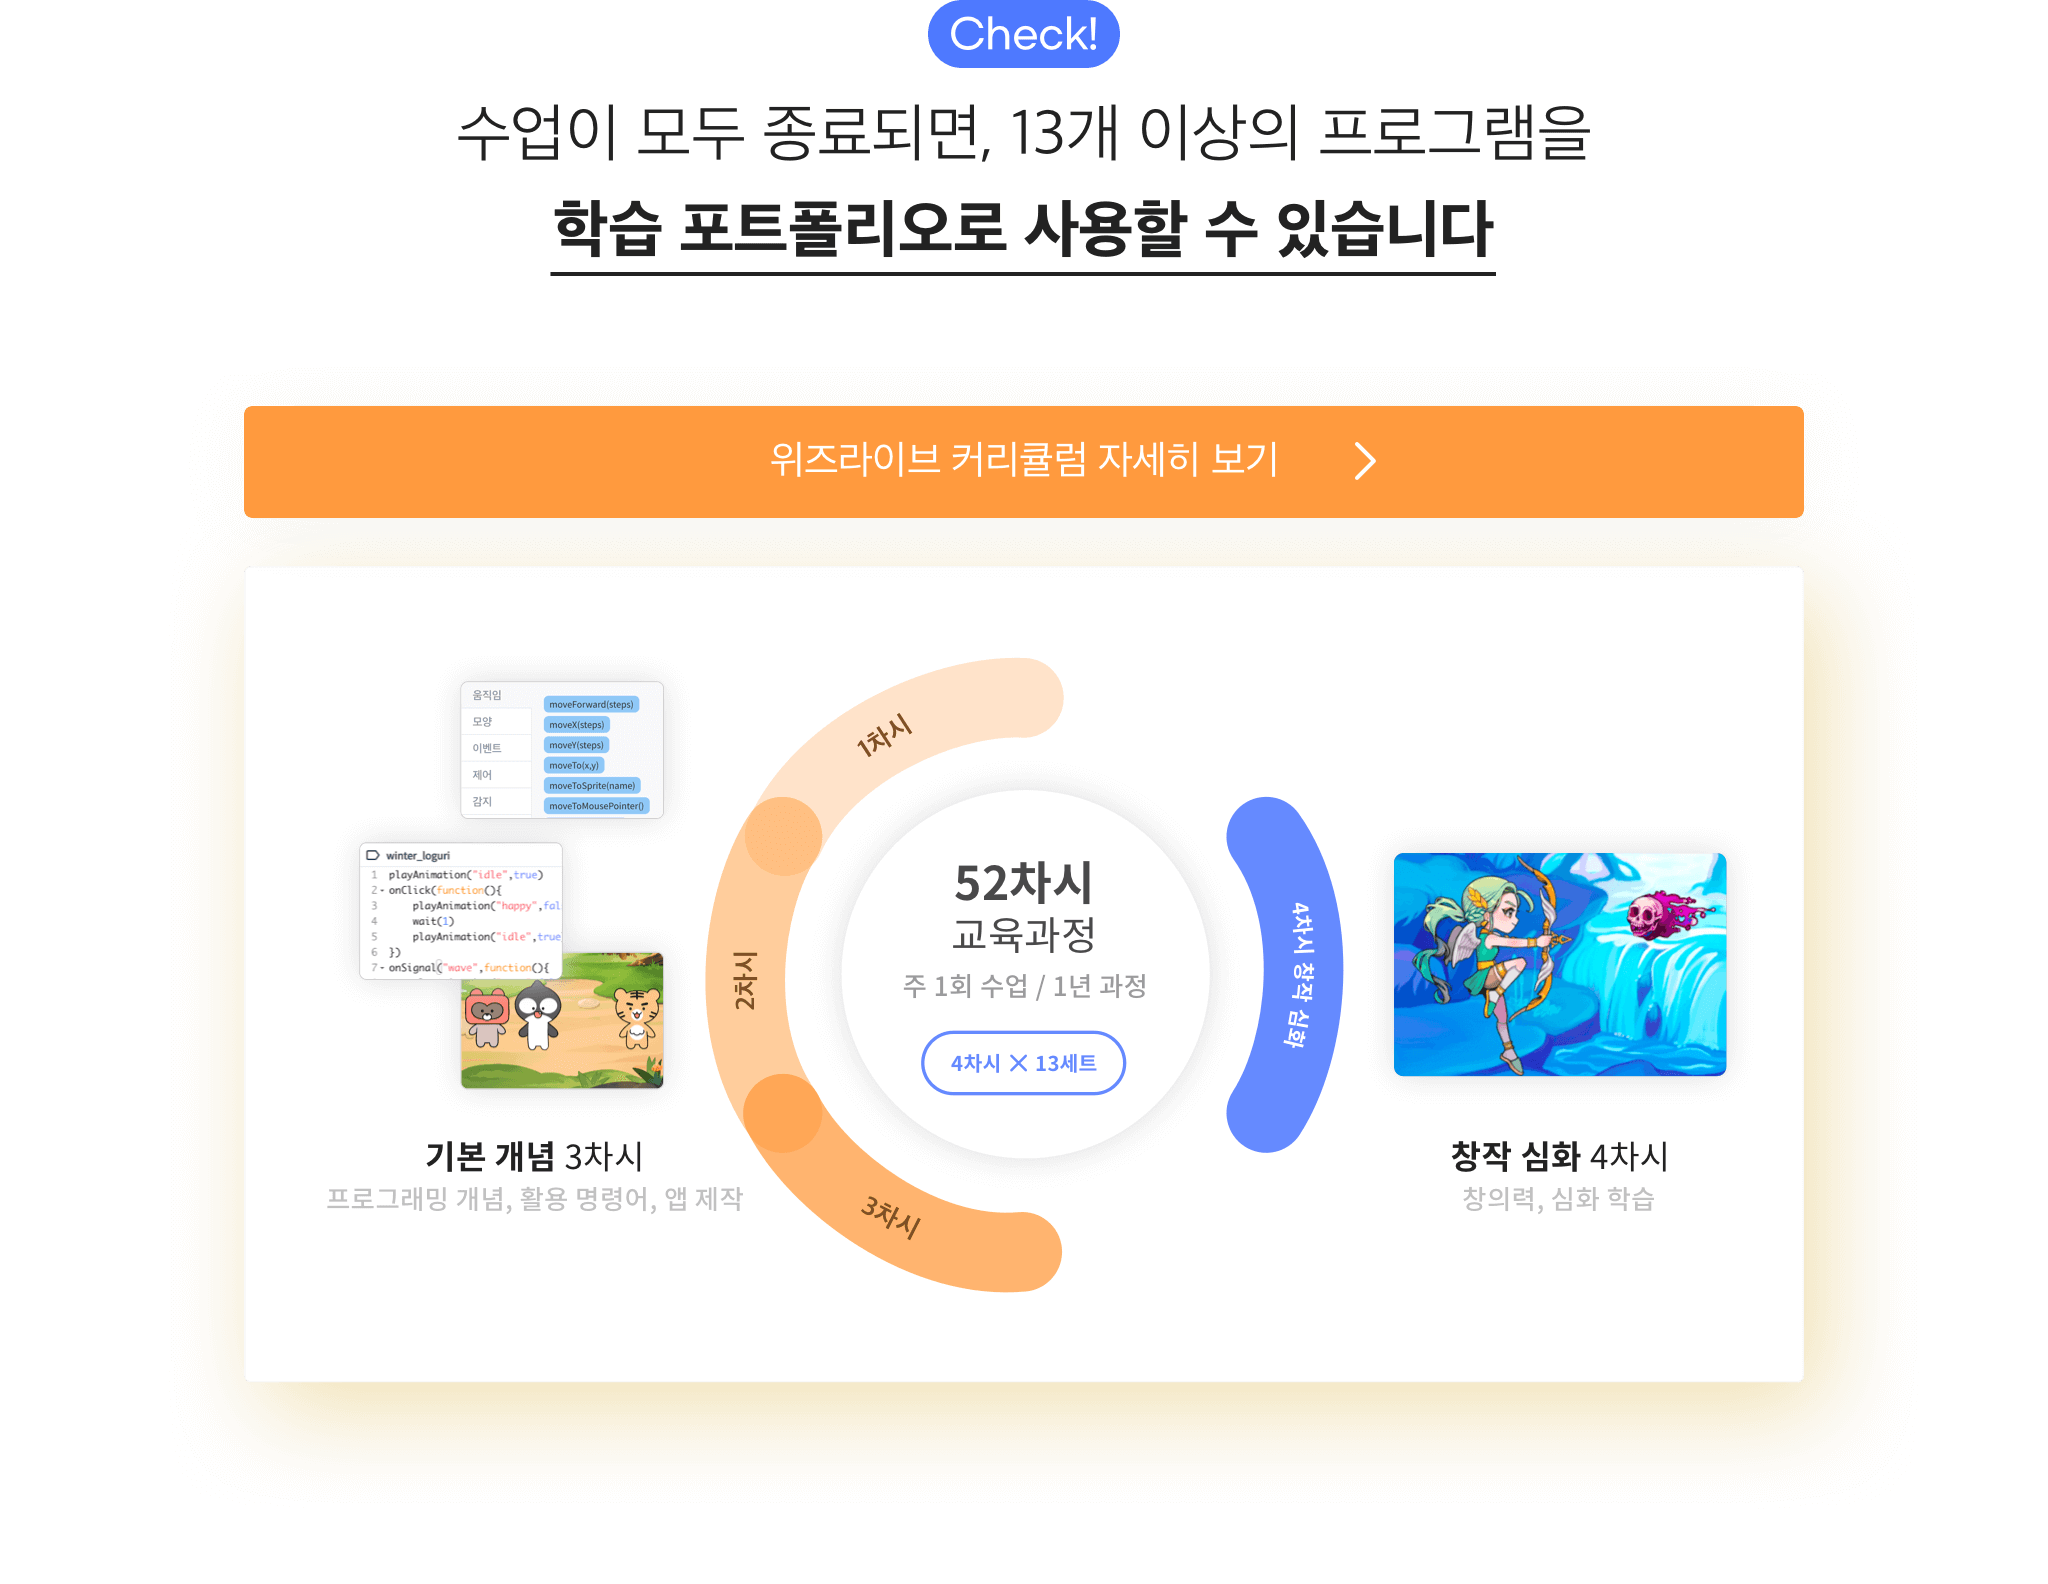 Check!
수업이 모두 종료되면, 13개 이상의 프로그램을
학습 포트폴리오로 사용할 수 있습니다
위즈라이브 커리큘럼 자세히 보기
움직임
모양
이벤트
제어
감지
moveForward(steps)
moveX(steps)
moveY(steps)
moveTo(x,y)
moveToSprite(name)
moveToMousePointer()
winter_loguri
1 playAnimation("idle",true)
2 onClick(function(){
3 playAnimation("happy",fal
4 wait(1)
5 playAnimation("idle",true
6 })
7 onSignal("wave",function(){
기본 개념 3차시
프로그래밍 개념, 활용 명령어, 앱 제작
1차시
2차시
3차시
52차시
교육과정
주 1회 수업 / 1년 과정
4차시 × 13세트
4차시 창작 심화
창작 심화 4차시
창의력, 심화 학습